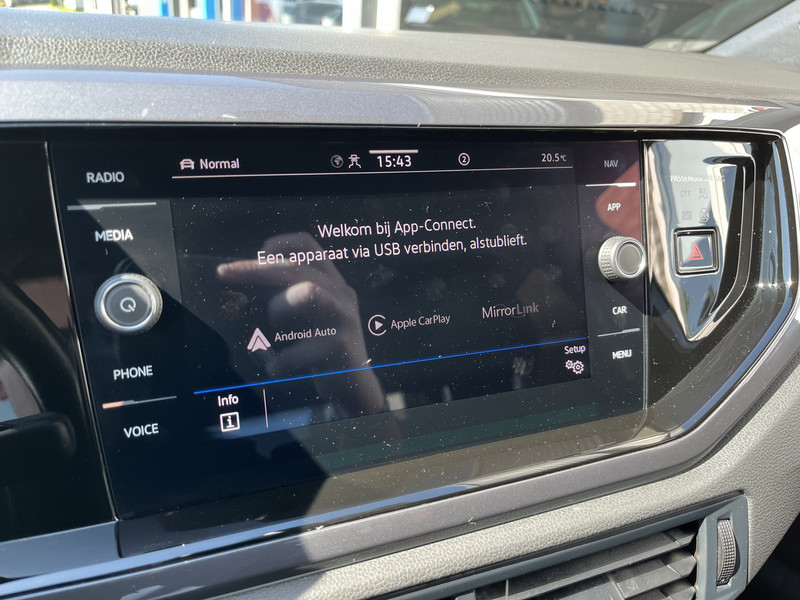 RADIO
MEDIA
PHONE
VOICE
Normal
15:43
2
20.5°C
Welkom bij App-Connect.
Een apparaat via USB verbinden, alstublieft.
Android Auto
Apple CarPlay
MirrorLink
Setup
Info
i
NAV
APP
CAR
MENU
OFF